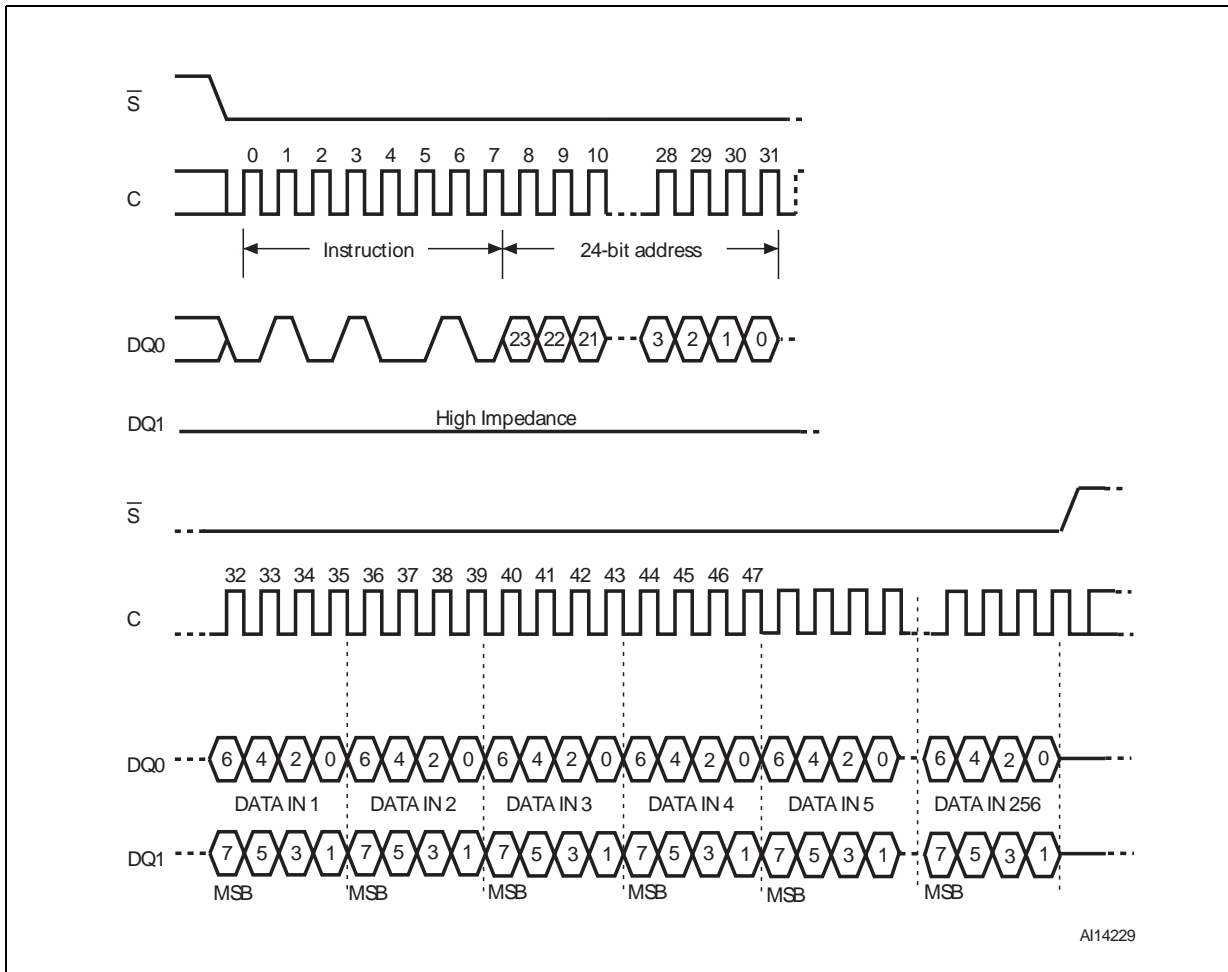 S
0 1 2 3 4 5 6 7 8 9 10 28 29 30 31
C
Instruction 24-bit address
DQ0 23 22 21 3 2 1 0
High Impedance
DQ1
S
32 33 34 35 36 37 38 39 40 41 42 43 44 45 46 47
C
DQ0 6 4 2 0 6 4 2 0 6 4 2 0 6 4 2 0 6 4 2 0 6 4 2 0
DATA IN 1 DATA IN 2 DATA IN 3 DATA IN 4 DATA IN 5 DATA IN 256
DQ1 7 5 3 1 7 5 3 1 7 5 3 1 7 5 3 1 7 5 3 1 7 5 3 1
MSB MSB MSB MSB MSB MSB
AI14229